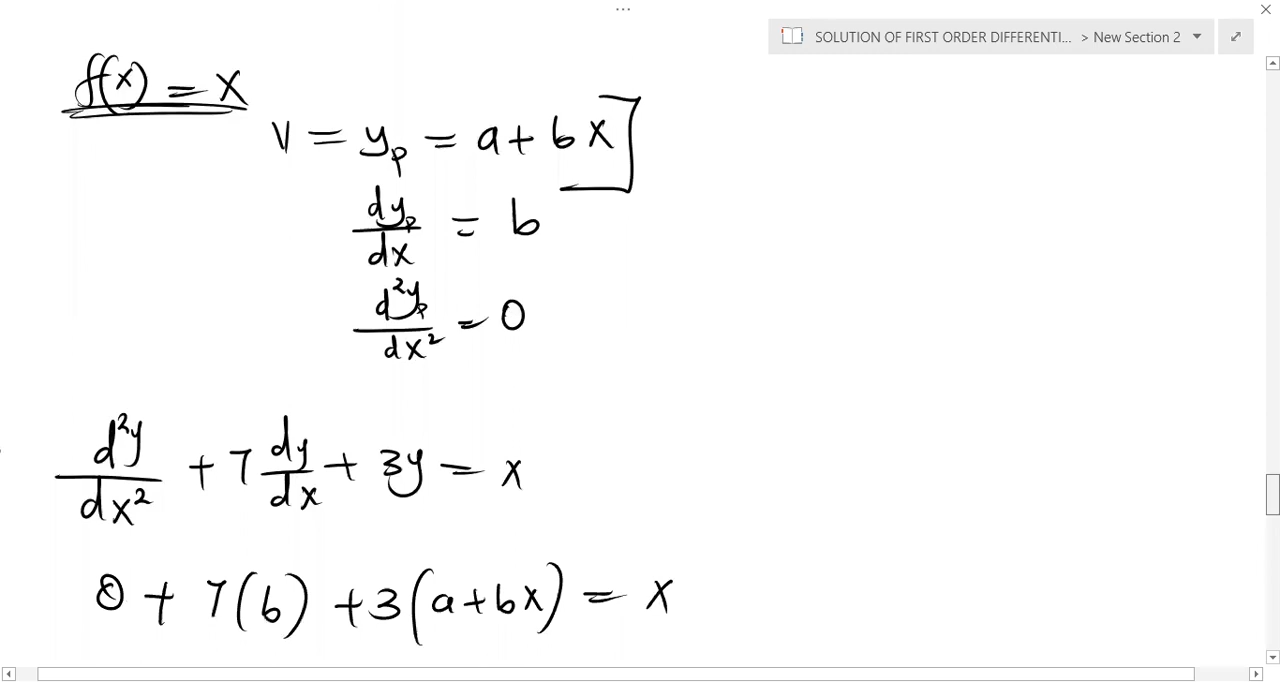 ...
SOLUTION OF FIRST ORDER DIFFERENTI... > New Section 2
f(x) = x
V = yₚ = a + bx]
dyₚ/dx = b
d²yₚ/dx² = 0
d²y/dx² + 7 dy/dx + 3y = x
0 + 7(b) + 3(a+bx) = x